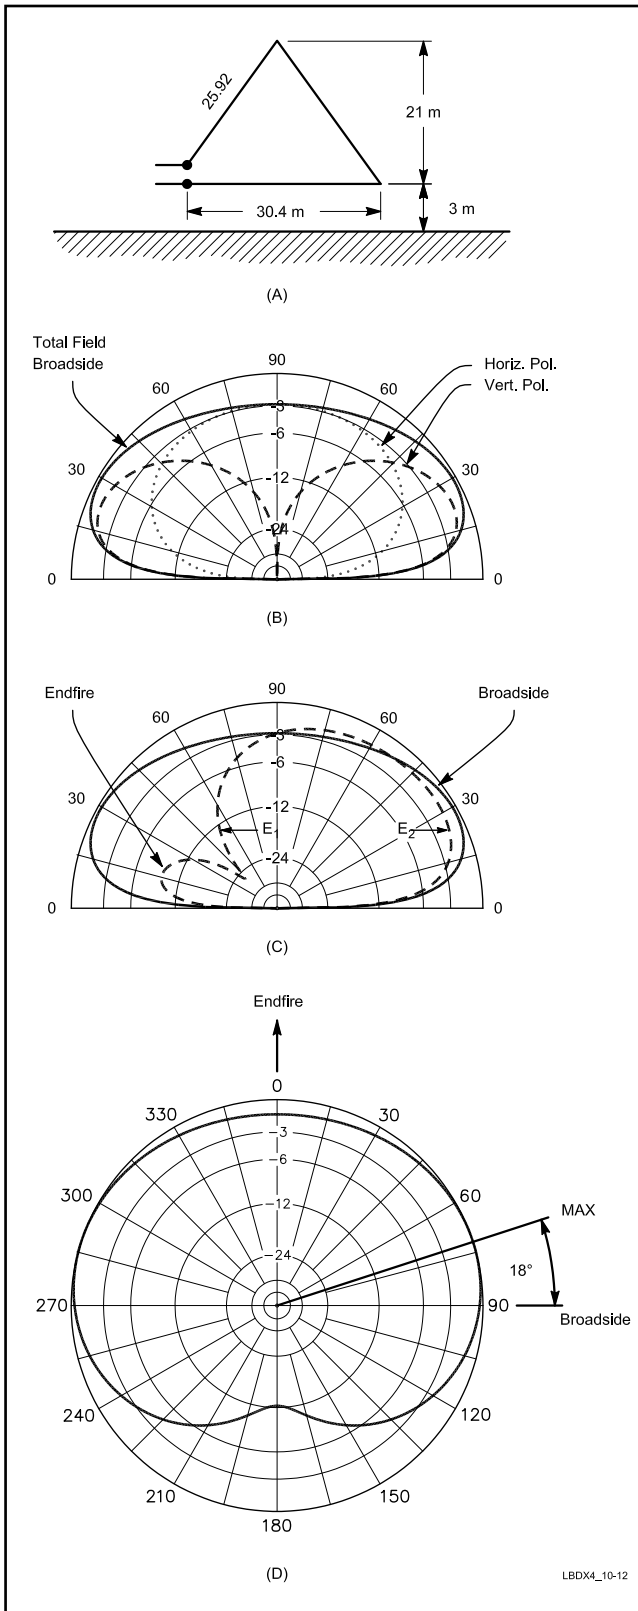 25.92
21 m
30.4 m
3 m
(A)
Total Field
Broadside
Horiz. Pol.
Vert. Pol.
90
60
60
30
30
0
0
-3
-6
-12
-24
(B)
Endfire
Broadside
90
60
60
30
30
0
0
-3
-6
-12
-24
E
E2
(C)
Endfire
0
330
30
300
60
270
90
240
120
210
150
180
-3
-6
-12
-24
MAX
18°
Broadside
(D)
LBDX4_10-12